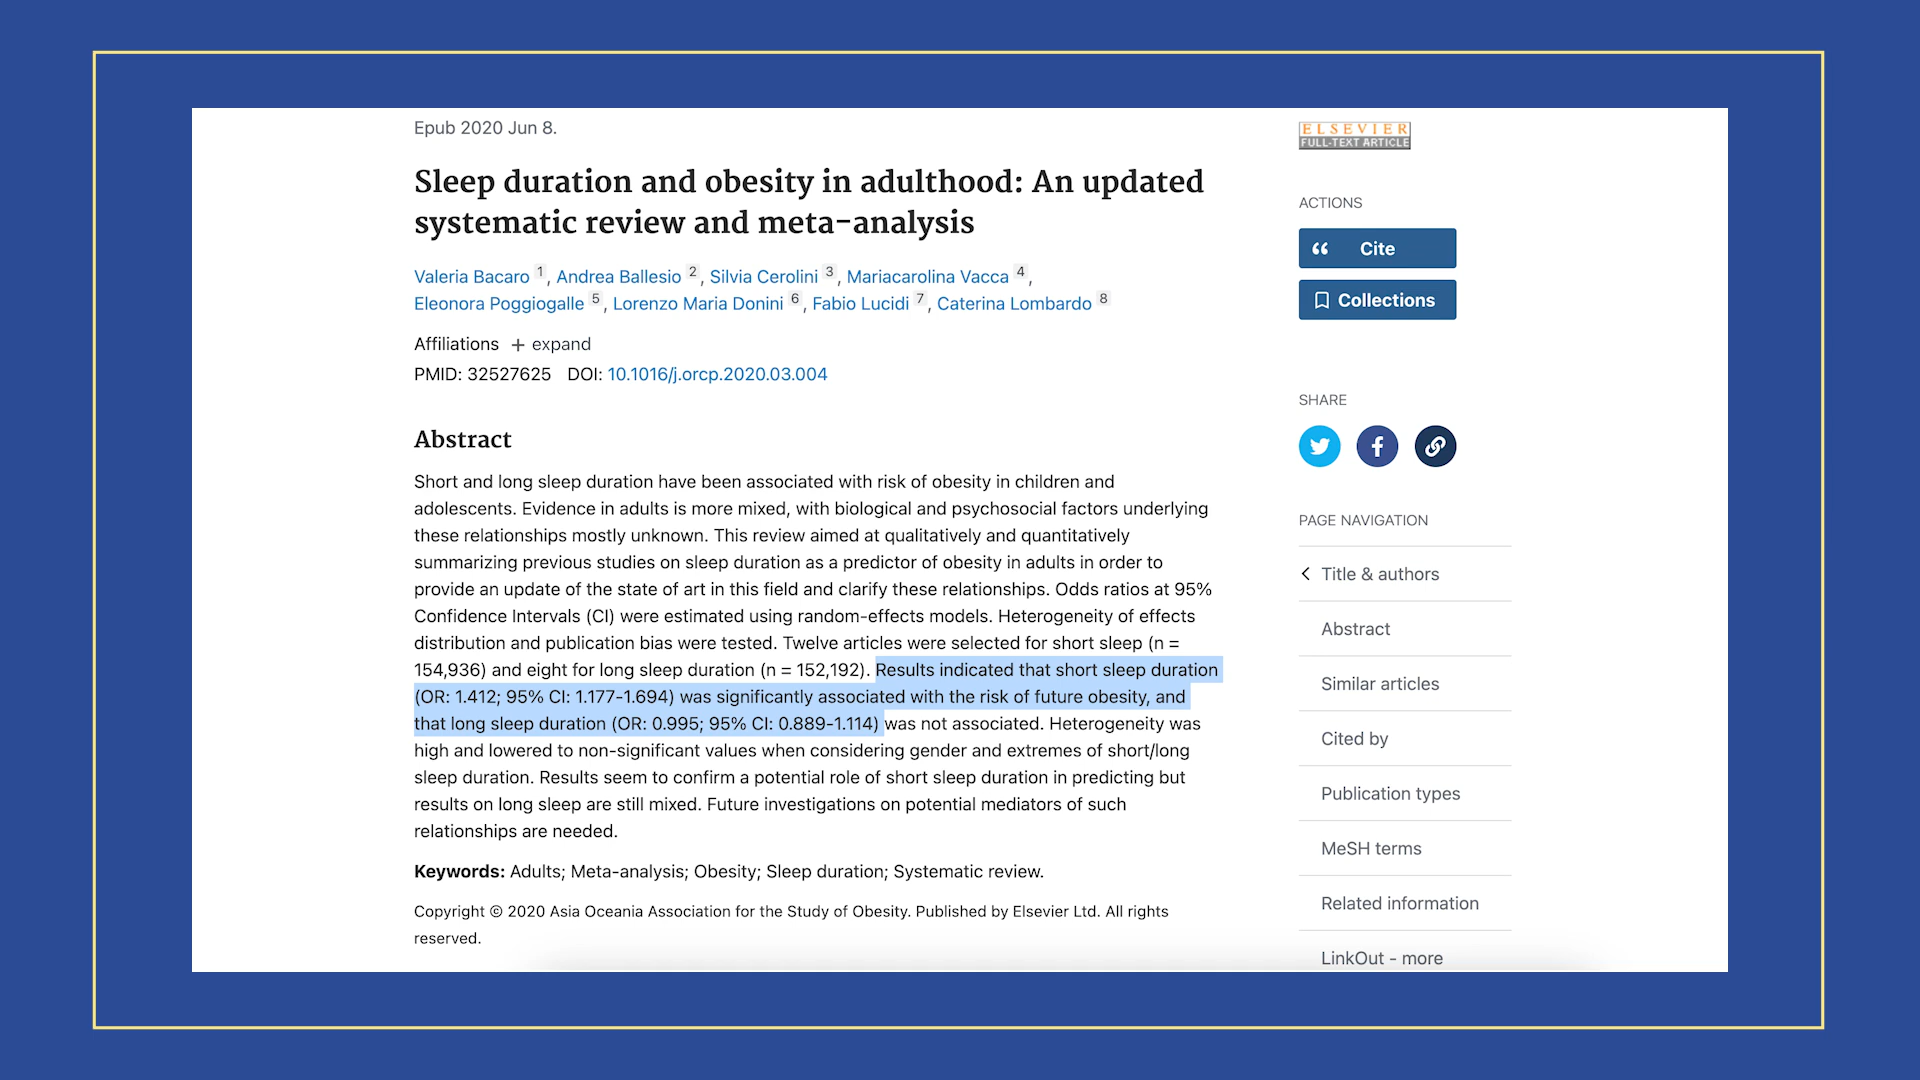 Epub 2020 Jun 8.
Sleep duration and obesity in adulthood: An updated
systematic review and meta-analysis
Valeria Bacaro 1 , Andrea Ballesio 2 , Silvia Cerolini 3 , Mariacarolina Vacca 4 ,
Eleonora Poggiogalle 5 , Lorenzo Maria Donini 6 , Fabio Lucidi 7 , Caterina Lombardo 8
Affiliations + expand
PMID: 32527625 DOI: 10.1016/j.orcp.2020.03.004
Abstract
Short and long sleep duration have been associated with risk of obesity in children and
adolescents. Evidence in adults is more mixed, with biological and psychosocial factors underlying
these relationships mostly unknown. This review aimed at qualitatively and quantitatively
summarizing previous studies on sleep duration as a predictor of obesity in adults in order to
provide an update of the state of art in this field and clarify these relationships. Odds ratios at 95%
Confidence Intervals (CI) were estimated using random-effects models. Heterogeneity of effects
distribution and publication bias were tested. Twelve articles were selected for short sleep (n =
154,936) and eight for long sleep duration (n = 152,192). Results indicated that short sleep duration
(OR: 1.412; 95% CI: 1.177-1.694) was significantly associated with the risk of future obesity, and
that long sleep duration (OR: 0.995; 95% CI: 0.889-1.114) was not associated. Heterogeneity was
high and lowered to non-significant values when considering gender and extremes of short/long
sleep duration. Results seem to confirm a potential role of short sleep duration in predicting but
results on long sleep are still mixed. Future investigations on potential mediators of such
relationships are needed.
Keywords: Adults; Meta-analysis; Obesity; Sleep duration; Systematic review.
Copyright © 2020 Asia Oceania Association for the Study of Obesity. Published by Elsevier Ltd. All rights
reserved.
ELSEVIER
FULL-TEXT ARTICLE
ACTIONS
Cite
Collections
SHARE
PAGE NAVIGATION
Title & authors
Abstract
Similar articles
Cited by
Publication types
MeSH terms
Related information
LinkOut - more